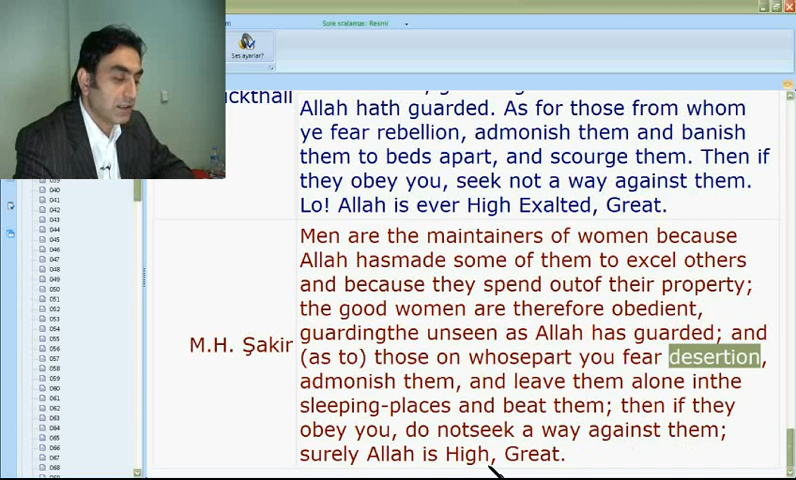 Sure sıralaması: Resmi
Ses ayarlar?
ickthall
Allah hath guarded. As for those from whom
ye fear rebellion, admonish them and banish
them to beds apart, and scourge them. Then if
they obey you, seek not a way against them.
Lo! Allah is ever High Exalted, Great.
M.H. Şakir
Men are the maintainers of women because
Allah hasmade some of them to excel others
and because they spend outof their property;
the good women are therefore obedient,
guardingthe unseen as Allah has guarded; and
(as to) those on whosepart you fear desertion,
admonish them, and leave them alone inthe
sleeping-places and beat them; then if they
obey you, do notseek a way against them;
surely Allah is High, Great.
040
041
042
043
044
045
046
047
048
049
050
051
052
053
054
055
056
057
058
059
060
061
062
063
064
065
066
067
068